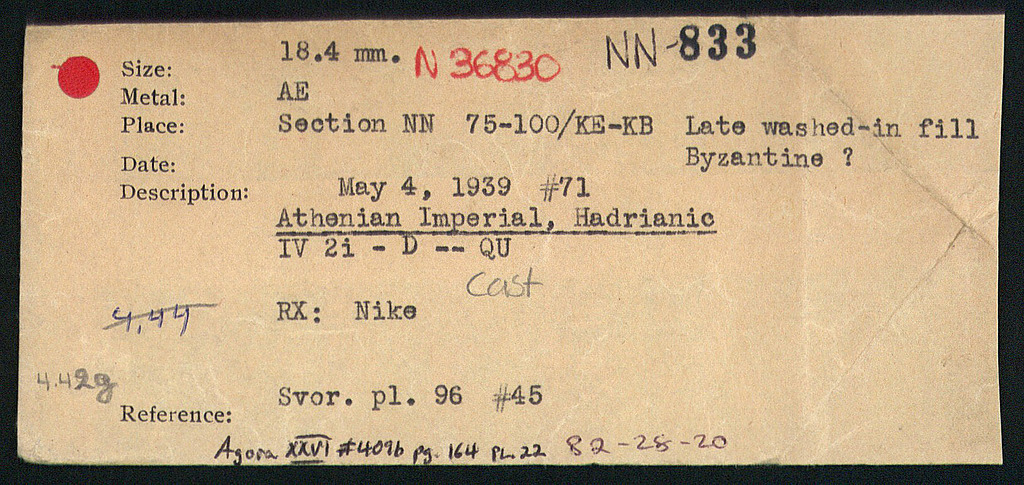 Size: 18.4 mm. N 36830 NN-833
Metal: AE
Place: Section NN 75-100/KE-KB Late washed-in fill
Byzantine ?
Date:
Description: May 4, 1939 #71
Athenian Imperial, Hadrianic
IV 2i - D -- QU
Cast
4.44 RX: Nike
4.42g
Svor. pl. 96 #45
Reference:
Agora XXVI #409b pg. 164 PL. 22 82-28-20